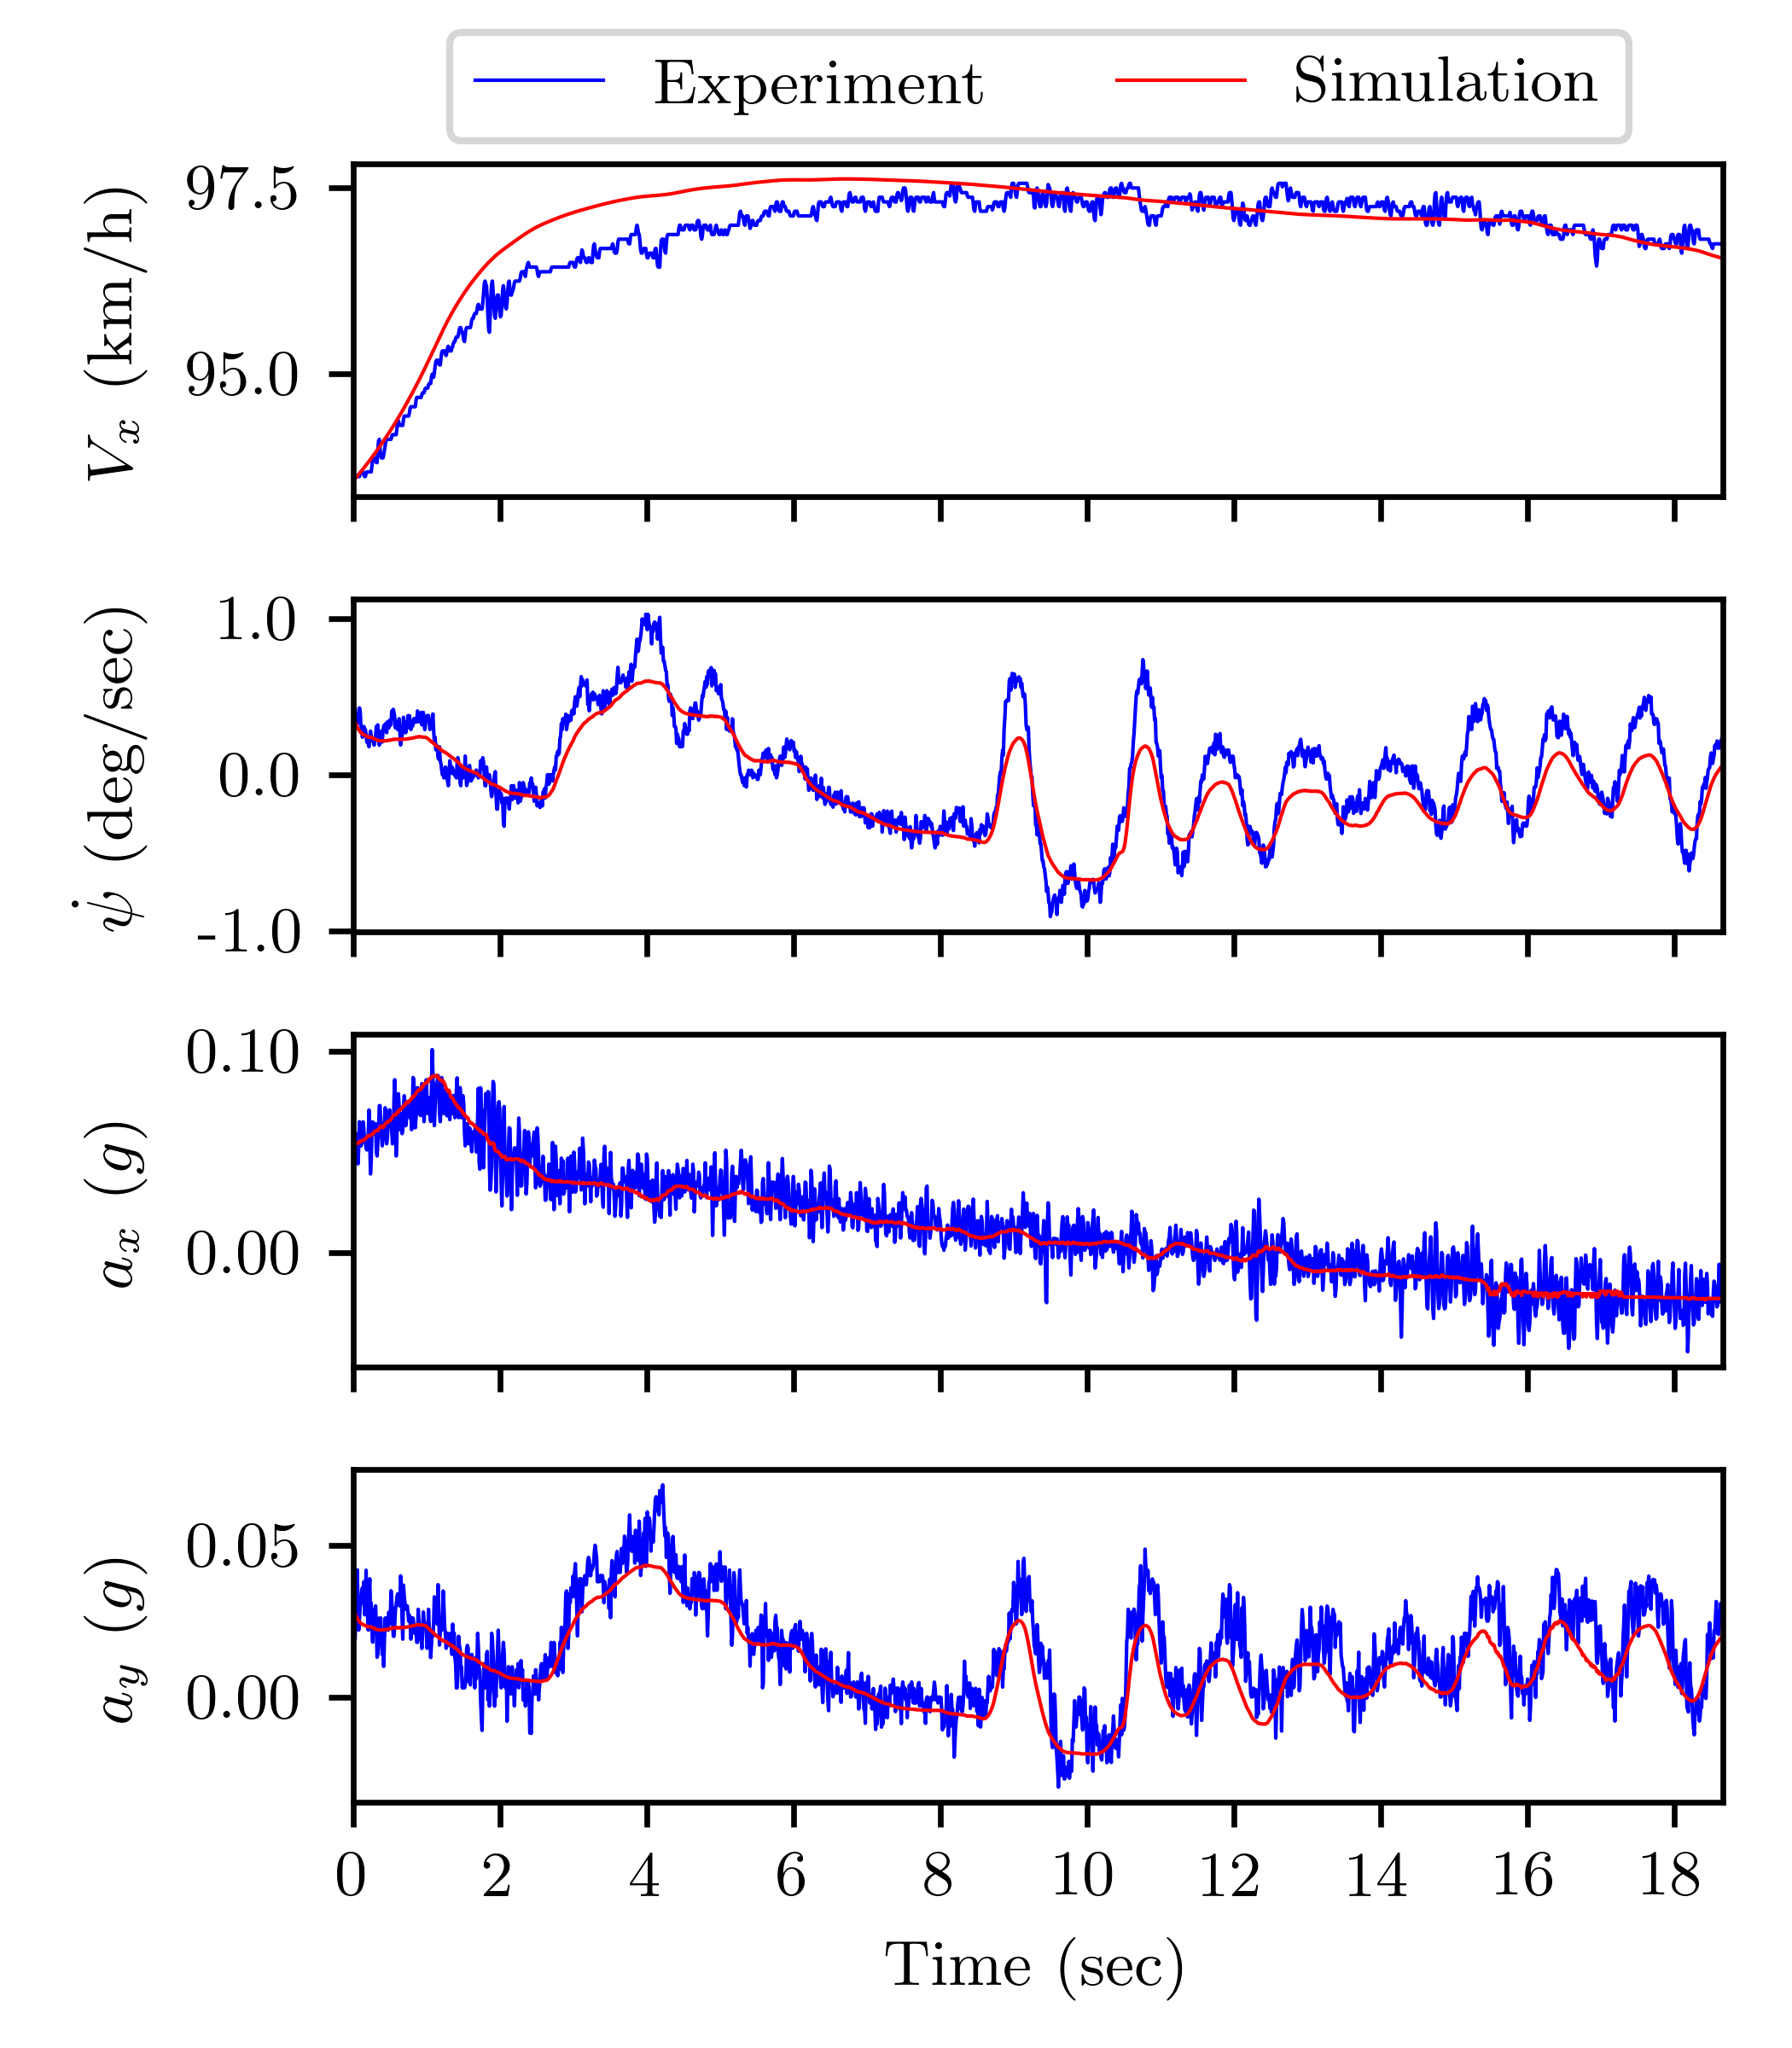 Experiment Simulation
97.5
95.0
V_x (km/h)
1.0
0.0
-1.0
ψ̇ (deg/sec)
0.10
0.00
a_x (g)
0.05
0.00
a_y (g)
0 2 4 6 8 10 12 14 16 18
Time (sec)